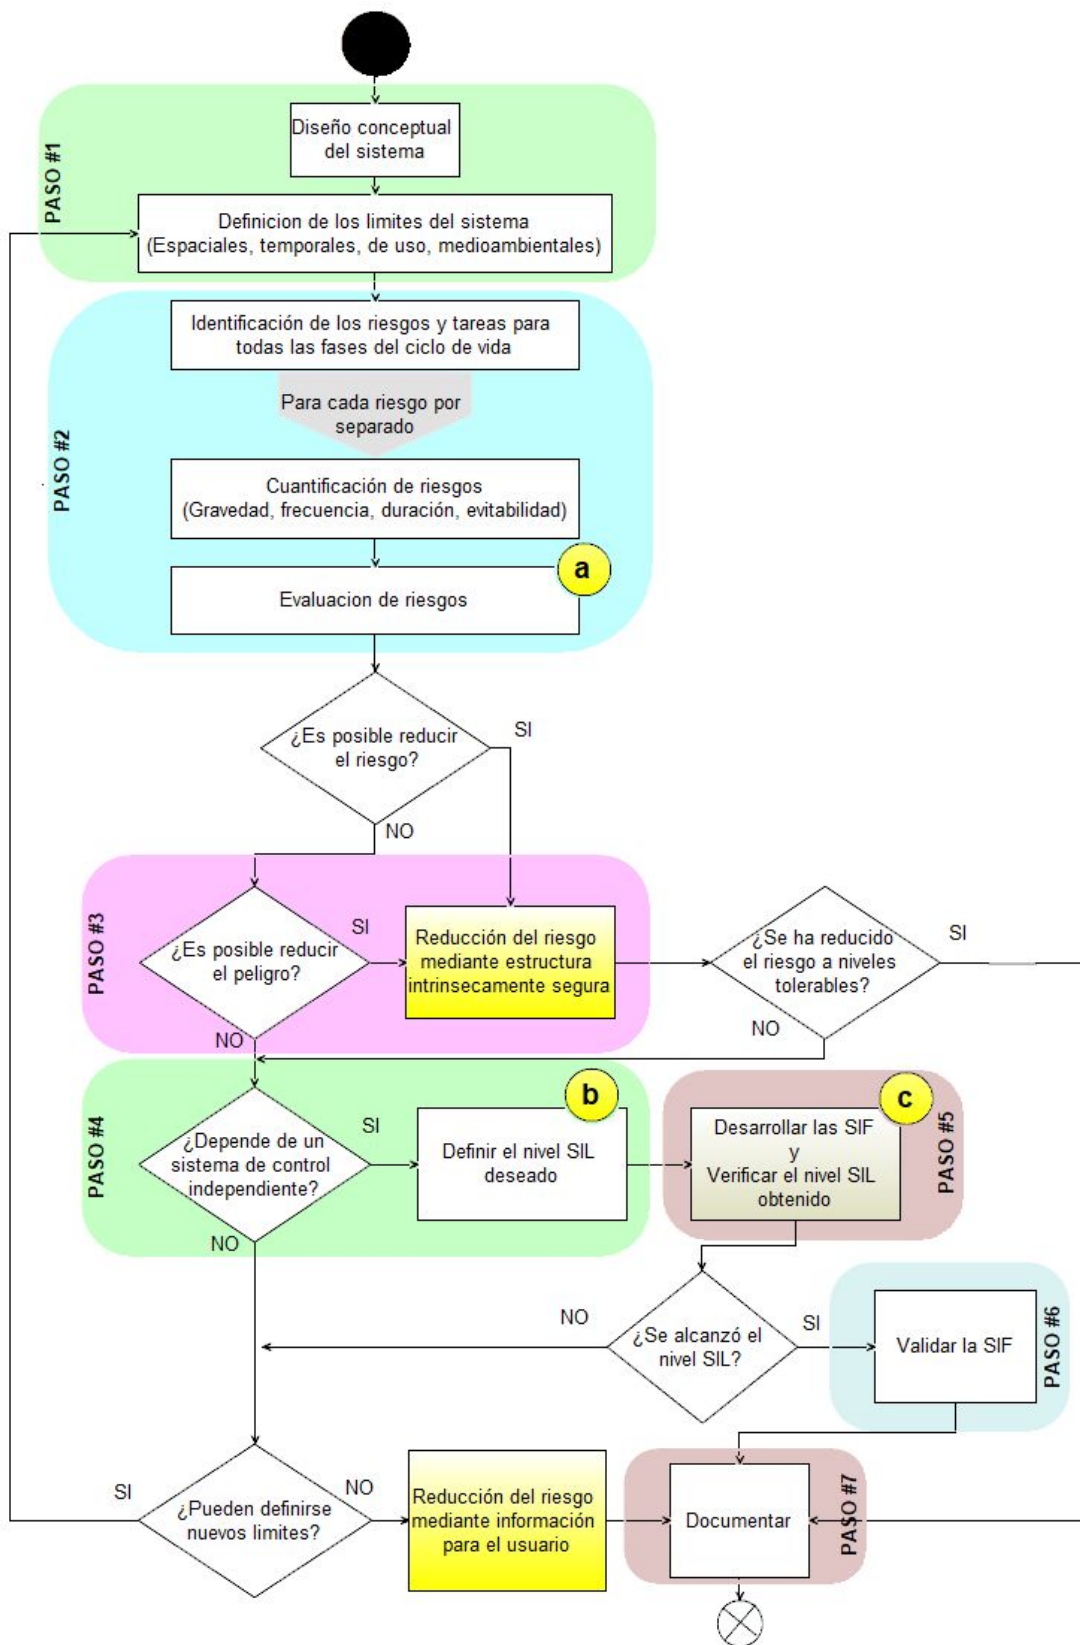 PASO #1
Diseño conceptual
del sistema
Definicion de los limites del sistema
(Espaciales, temporales, de uso, medioambientales)
PASO #2
Identificación de los riesgos y tareas para
todas las fases del ciclo de vida
Para cada riesgo por
separado
Cuantificación de riesgos
(Gravedad, frecuencia, duración, evitabilidad)
a
Evaluacion de riesgos
¿Es posible reducir
el riesgo?
SI
NO
PASO #3
¿Es posible reducir
el peligro?
SI
NO
Reducción del riesgo
mediante estructura
intrinsecamente segura
¿Se ha reducido
el riesgo a niveles
tolerables?
SI
NO
PASO #4
¿Depende de un
sistema de control
independiente?
SI
NO
b
Definir el nivel SIL
deseado
c
PASO #5
Desarrollar las SIF
y
Verificar el nivel SIL
obtenido
¿Se alcanzó el
nivel SIL?
NO
SI
Validar la SIF
PASO #6
¿Pueden definirse
nuevos limites?
SI
NO
Reducción del riesgo
mediante información
para el usuario
Documentar
PASO #7